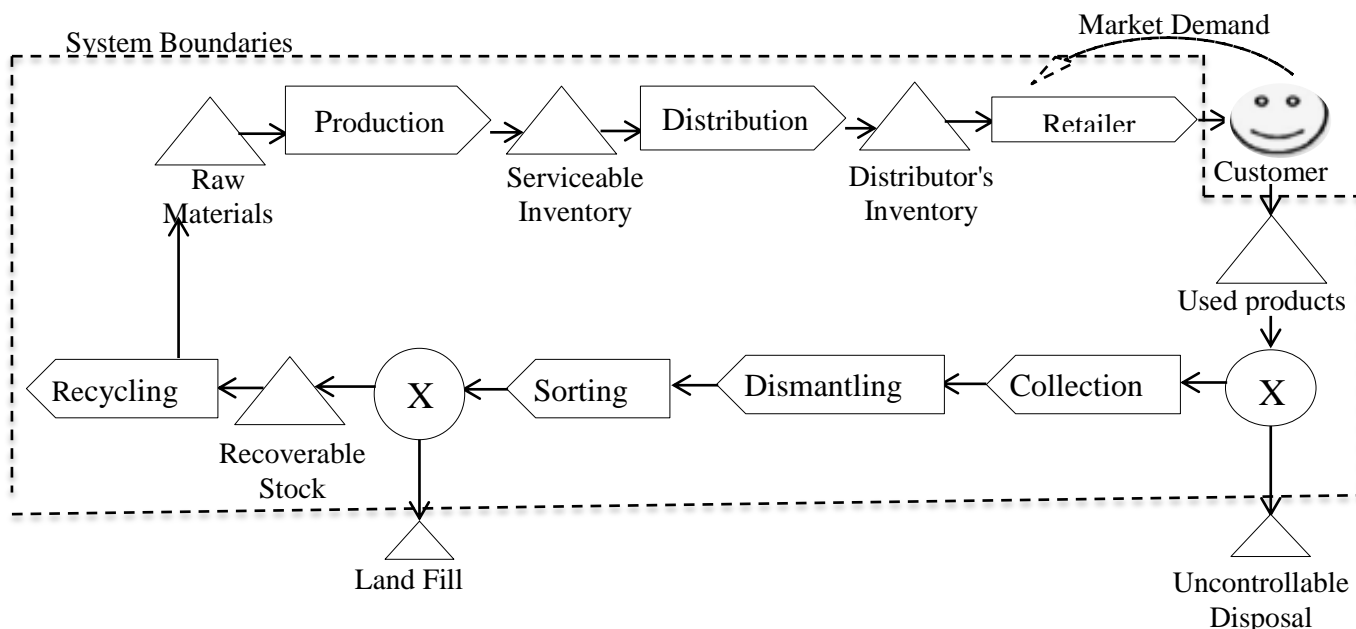 Market Demand
System Boundaries
Production
Distribution
Retailer
Raw
Materials
Serviceable
Inventory
Distributor's
Inventory
Customer
Used products
Recycling
X
Sorting
Dismantling
Collection
X
Recoverable
Stock
Land Fill
Uncontrollable
Disposal